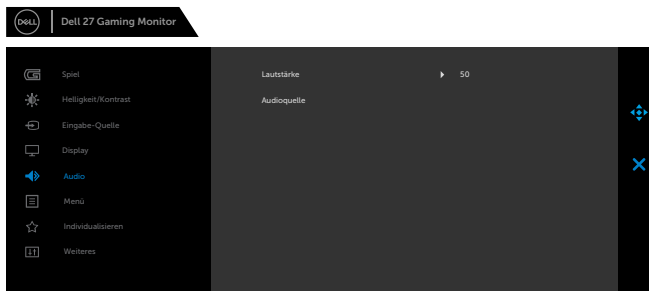 DELL
Dell 27 Gaming Monitor
Spiel
Helligkeit/Kontrast
Eingabe-Quelle
Display
Audio
Menü
Individualisieren
Weiteres
Lautstärke 50
Audioquelle